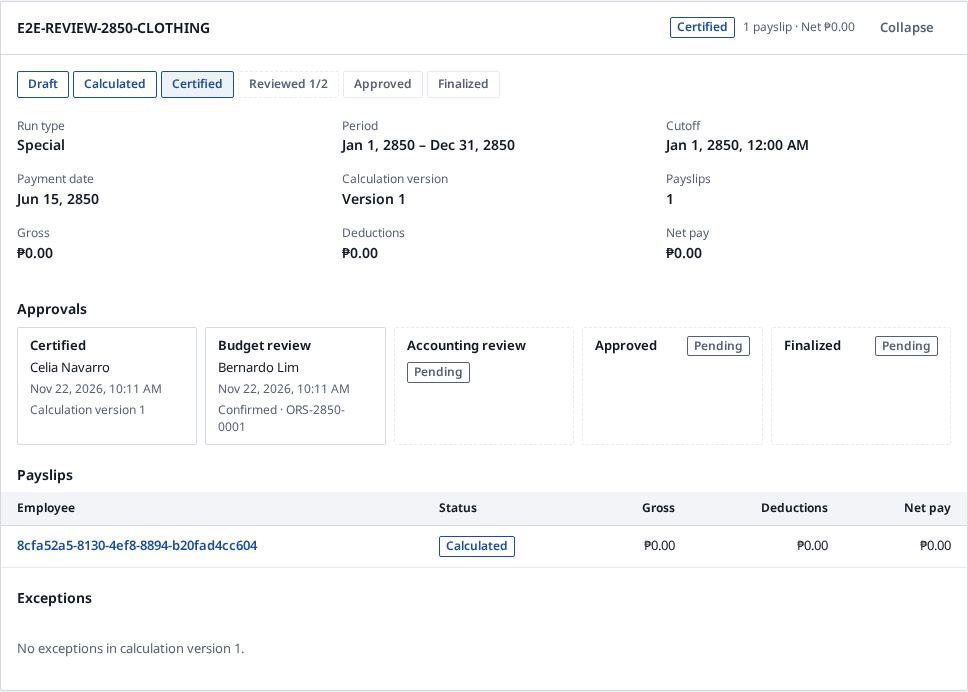 E2E-REVIEW-2850-CLOTHING
Certified 1 payslip · Net ₱0.00 Collapse
Draft Calculated Certified Reviewed 1/2 Approved Finalized
Run type Period Cutoff
Special Jan 1, 2850 – Dec 31, 2850 Jan 1, 2850, 12:00 AM
Payment date Calculation version Payslips
Jun 15, 2850 Version 1 1
Gross Deductions Net pay
₱0.00 ₱0.00 ₱0.00
Approvals
Certified
Celia Navarro
Nov 22, 2026, 10:11 AM
Calculation version 1
Budget review
Bernardo Lim
Nov 22, 2026, 10:11 AM
Confirmed · ORS-2850-
0001
Accounting review
Pending
Approved Pending
Finalized Pending
Payslips
Employee Status Gross Deductions Net pay
8cfa52a5-8130-4ef8-8894-b20fad4cc604 Calculated ₱0.00 ₱0.00 ₱0.00
Exceptions
No exceptions in calculation version 1.